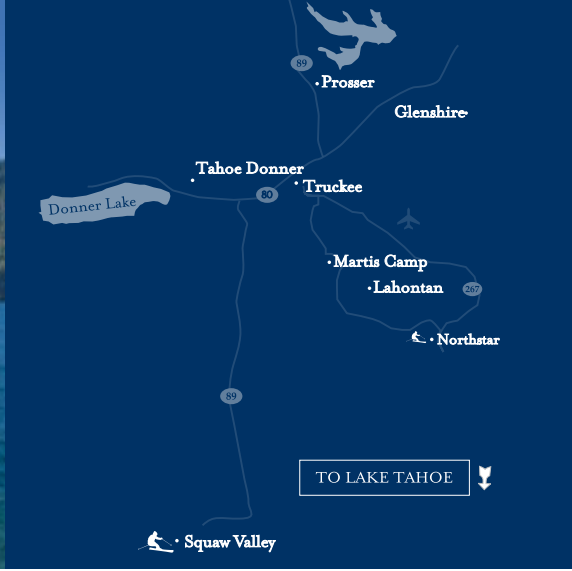 89
Prosser
Glenshire
Tahoe Donner
Truckee
80
Donner Lake
Martis Camp
Lahontan
267
Northstar
89
TO LAKE TAHOE
Squaw Valley